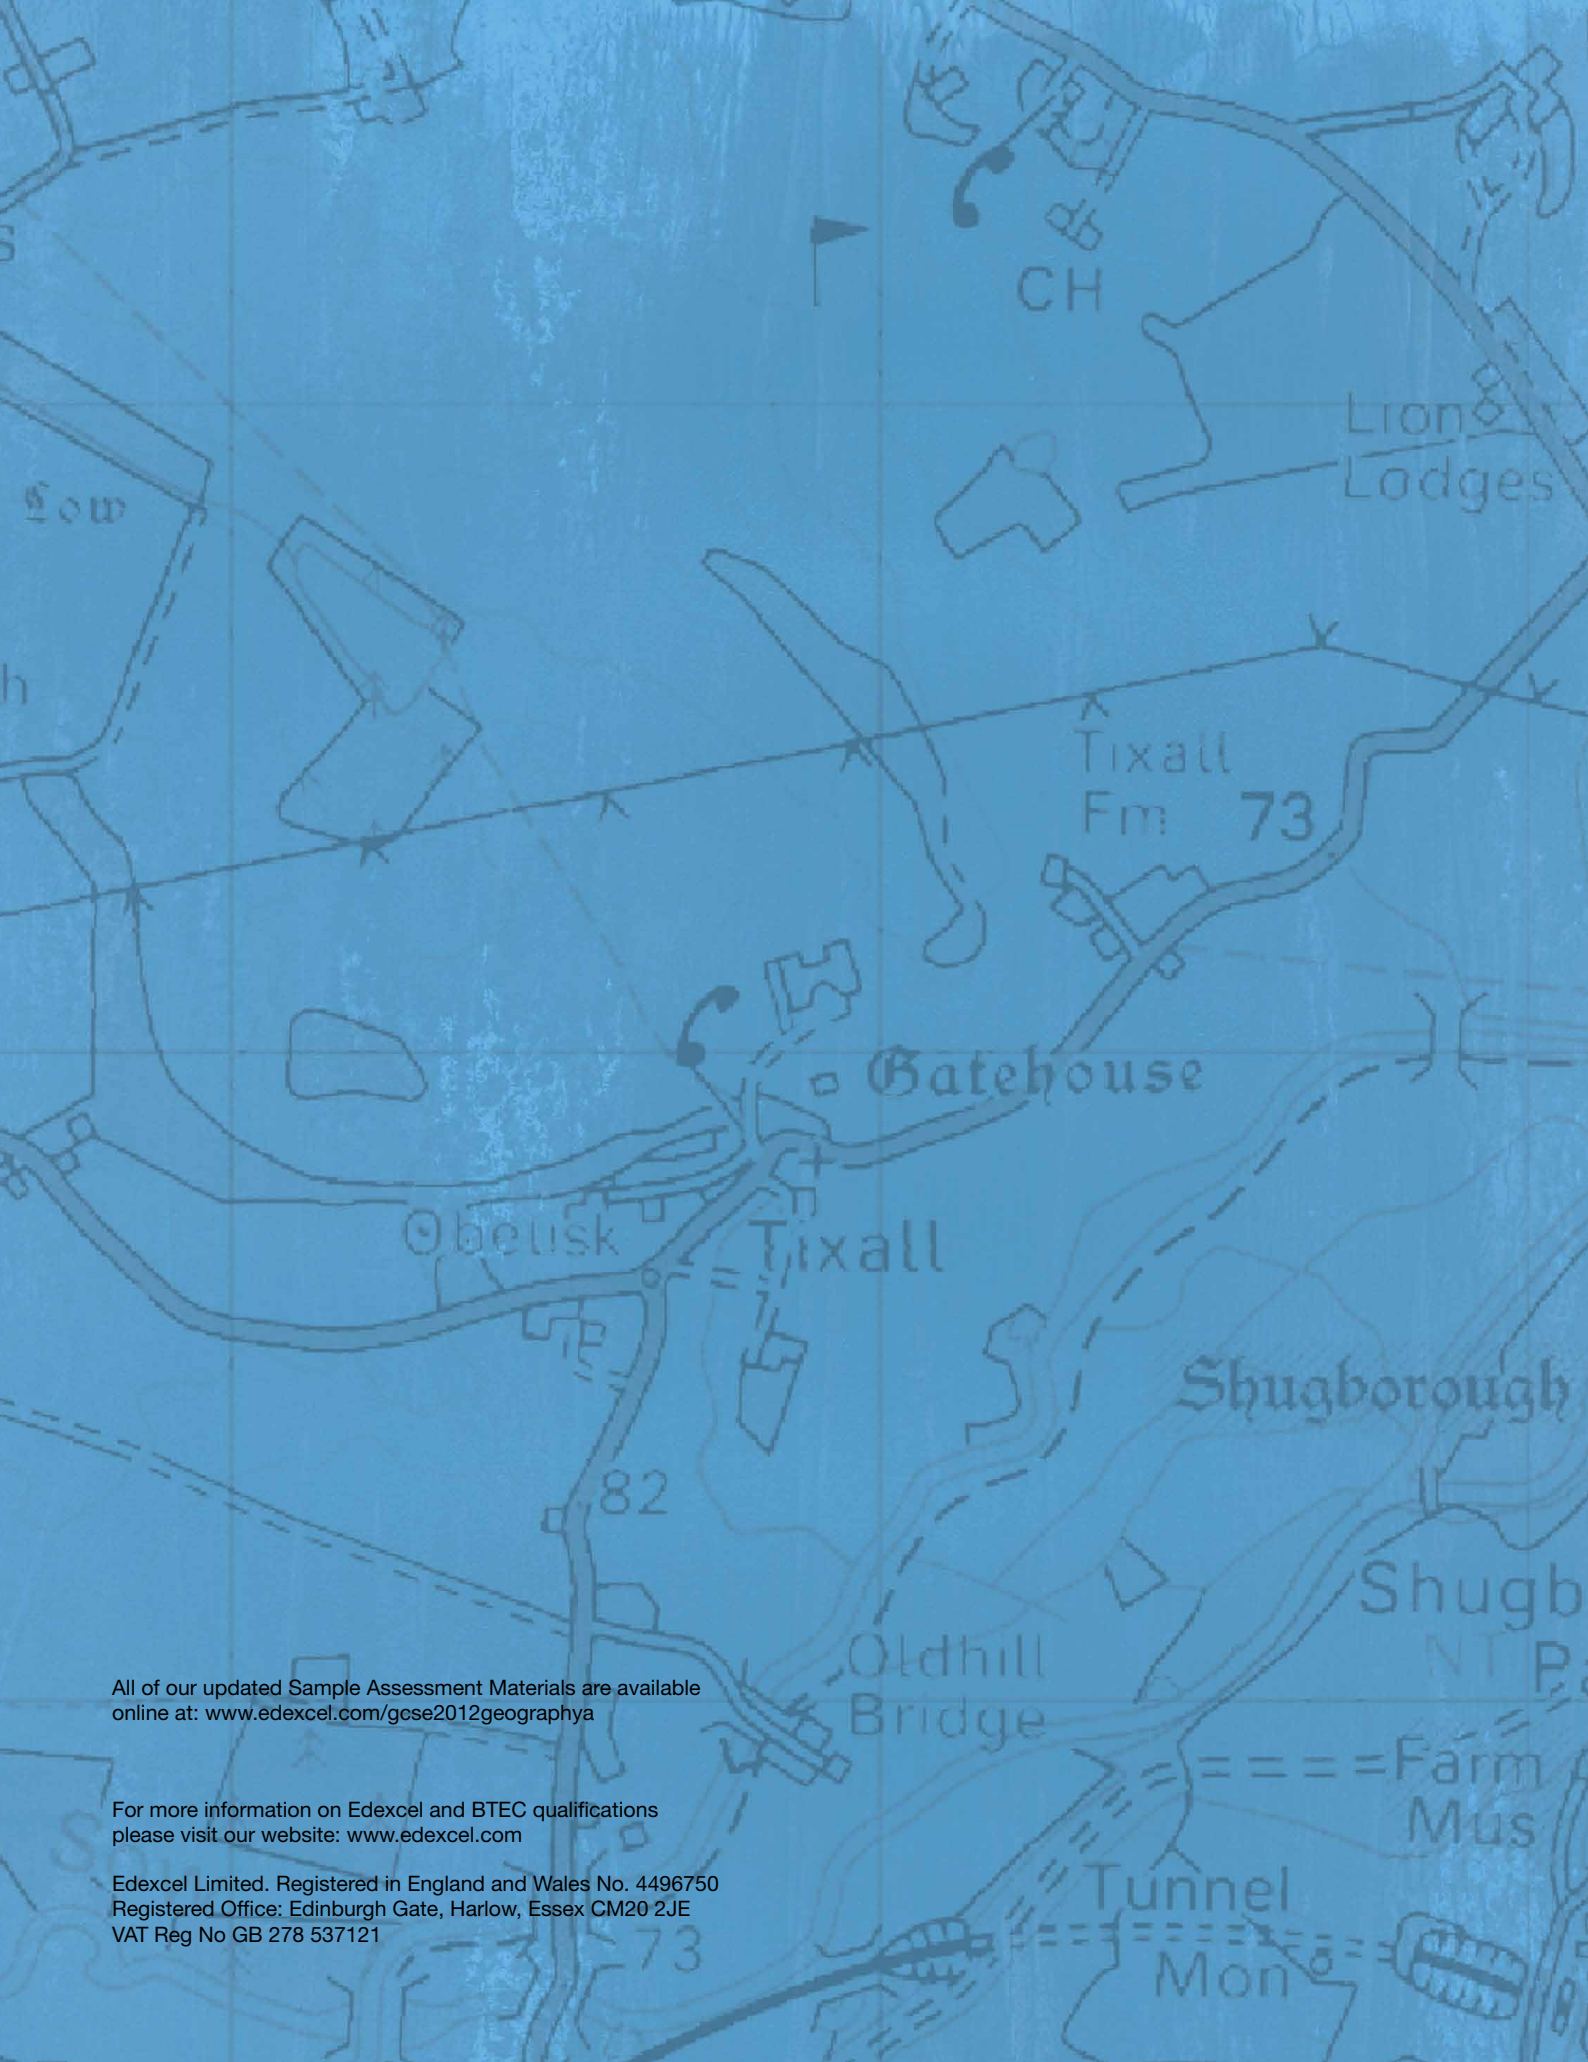 S
CH
Lion
Lodges
Low
h
Tixall
Fm 73
Gatehouse
Obelisk
Tixall
Shugborough
82
Shugb
NT P
Oldhill
Bridge
All of our updated Sample Assessment Materials are available
online at: www.edexcel.com/gcse2012geographya
Farm
Mus
For more information on Edexcel and BTEC qualifications
please visit our website: www.edexcel.com
Tunnel
Edexcel Limited. Registered in England and Wales No. 4496750
Registered Office: Edinburgh Gate, Harlow, Essex CM20 2JE
VAT Reg No GB 278 537121
73
Mon